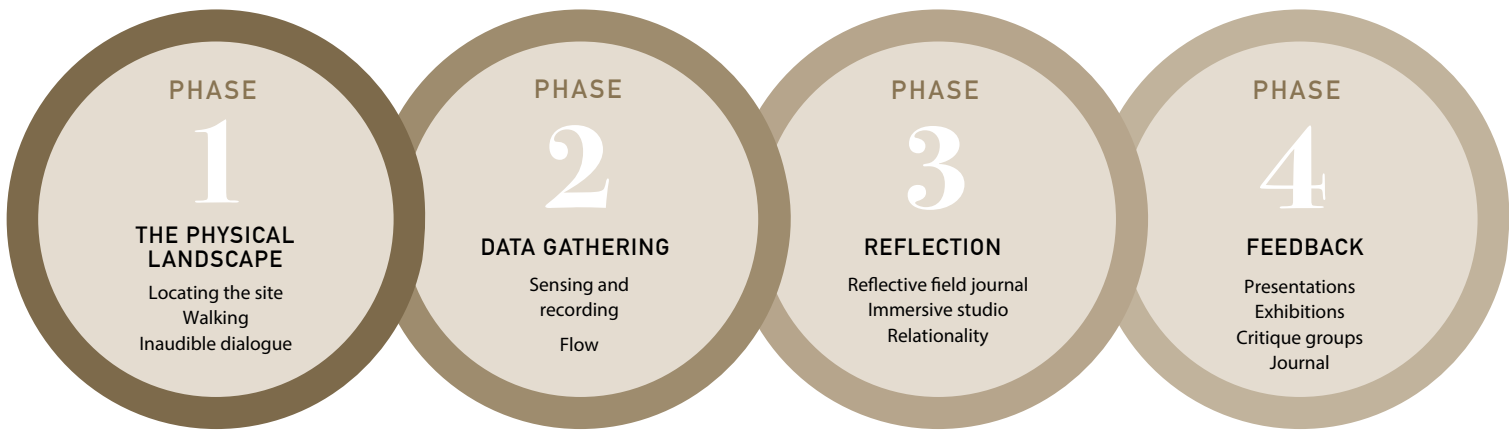 PHASE
1
THE PHYSICAL
LANDSCAPE
Locating the site
Walking
Inaudible dialogue
PHASE
2
DATA GATHERING
Sensing and
recording
Flow
PHASE
3
REFLECTION
Reflective field journal
Immersive studio
Relationality
PHASE
4
FEEDBACK
Presentations
Exhibitions
Critique groups
Journal